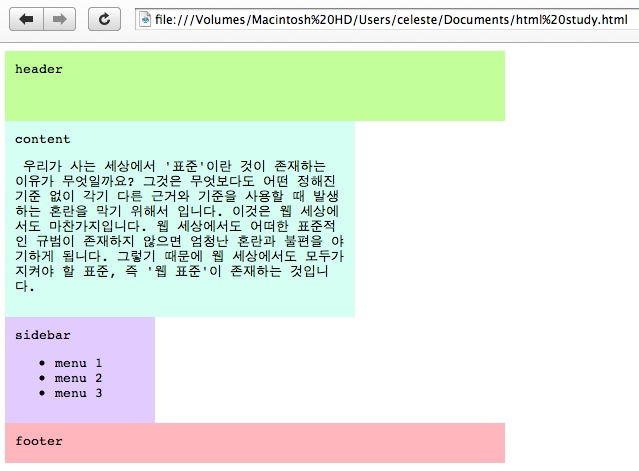 file:///Volumes/Macintosh%20HD/Users/celeste/Documents/html%20study.html
header
content
우리가 사는 세상에서 '표준'이란 것이 존재하는
이유가 무엇일까요? 그것은 무엇보다도 어떤 정해진
기준 없이 각기 다른 근거와 기준을 사용할 때 발생
하는 혼란을 막기 위해서 입니다. 이것은 웹 세상에
서도 마찬가지입니다. 웹 세상에서도 어떠한 표준적
인 규범이 존재하지 않으면 엄청난 혼란과 불편을 야
기하게 됩니다. 그렇기 때문에 웹 세상에서도 모두가
지켜야 할 표준, 즉 '웹 표준'이 존재하는 것입니
다.
sidebar
• menu 1
• menu 2
• menu 3
footer